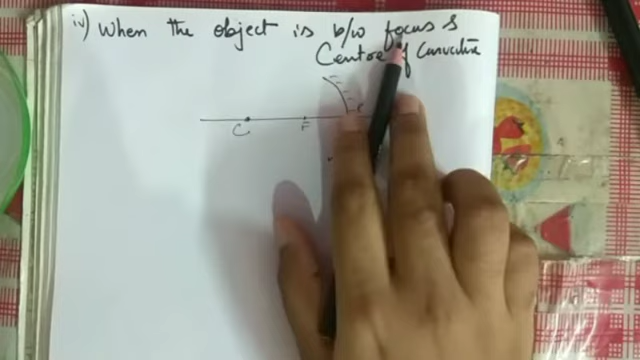 iv) When the object is b/w focus &
Centre of Curvature
C F